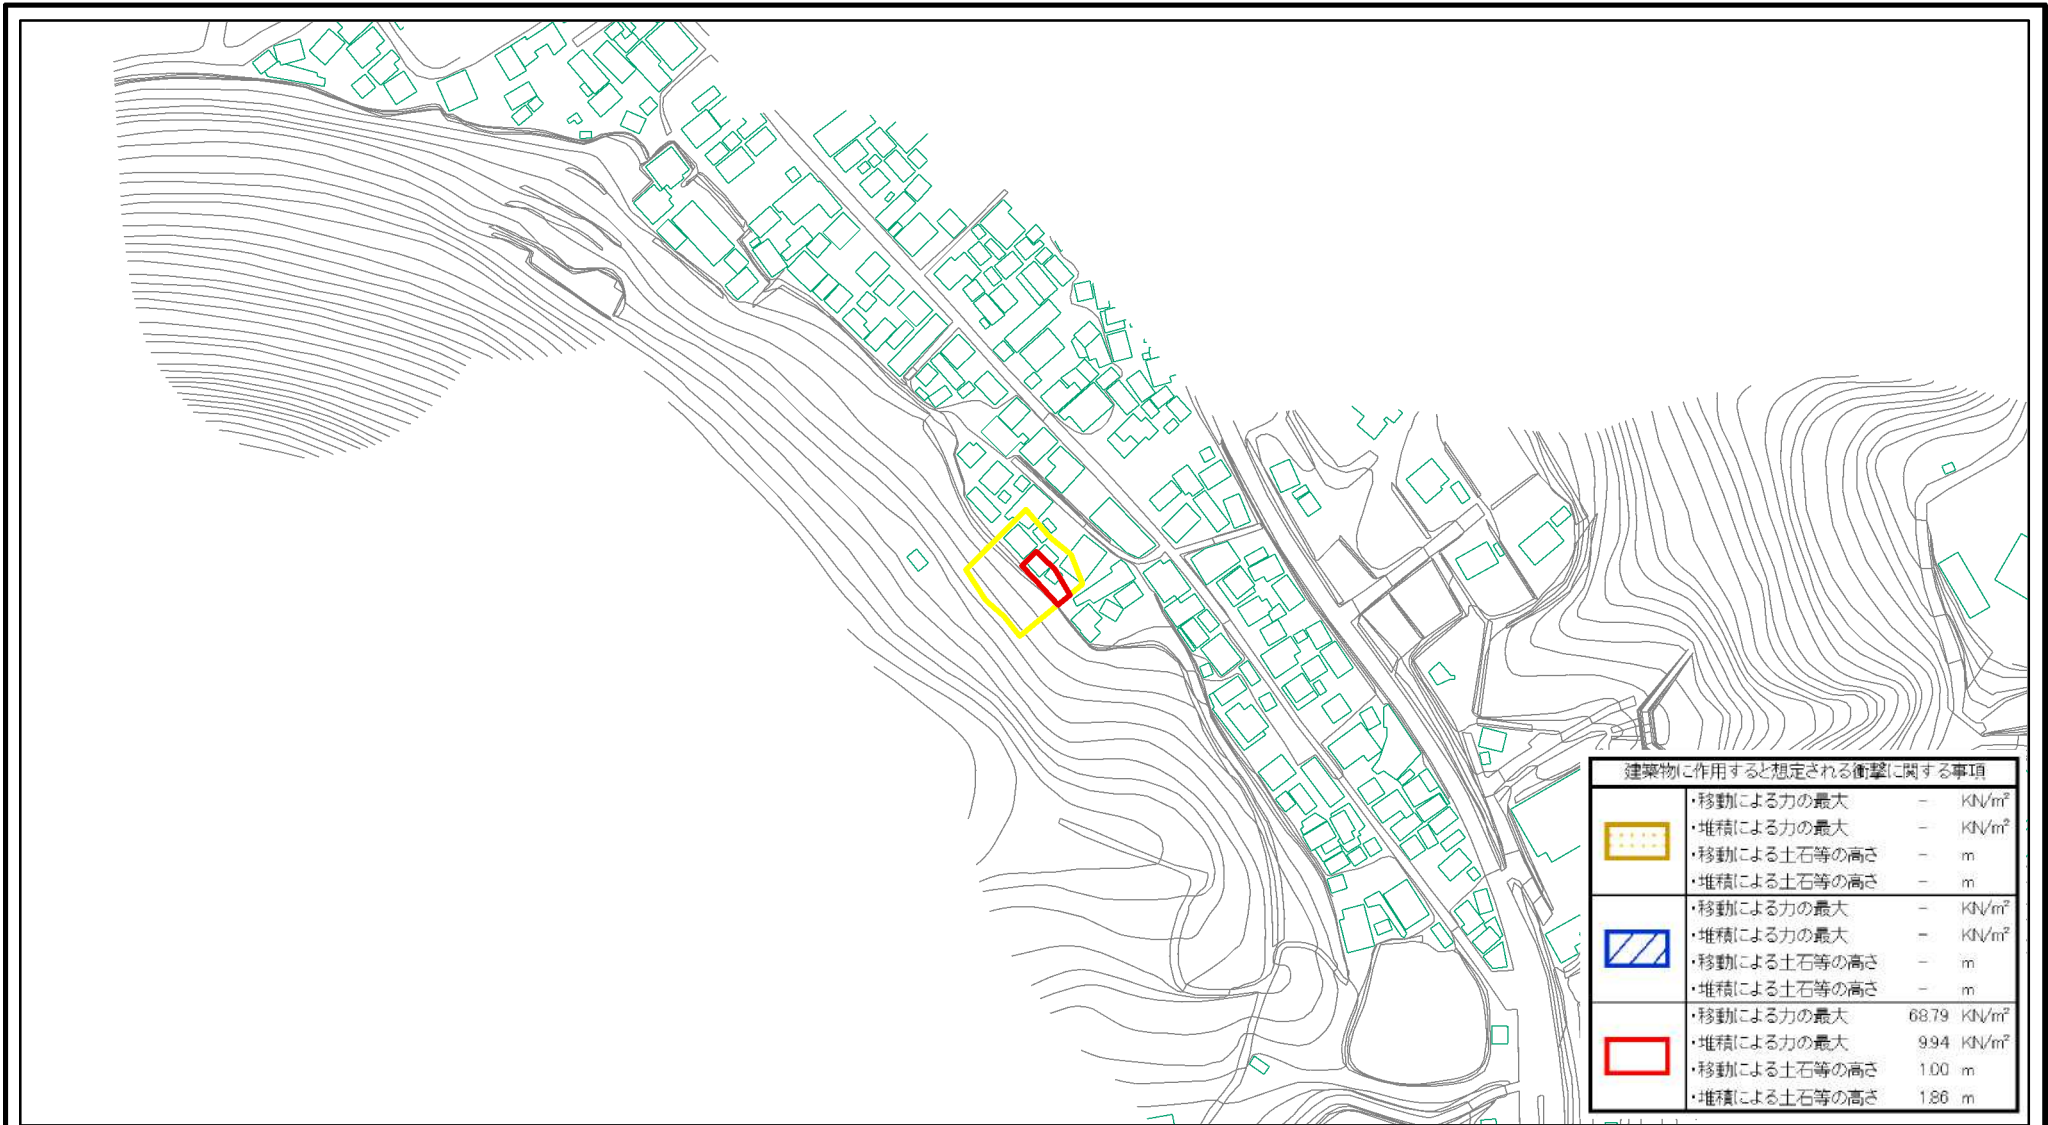 建築物に作用すると想定される衝撃に関する事項
・移動による力の最大 - KN/m²
・堆積による力の最大 - KN/m²
・移動による土石等の高さ - m
・堆積による土石等の高さ - m
・移動による力の最大 - KN/m²
・堆積による力の最大 - KN/m²
・移動による土石等の高さ - m
・堆積による土石等の高さ - m
・移動による力の最大 68.79 KN/m²
・堆積による力の最大 9.94 KN/m²
・移動による土石等の高さ 1.00 m
・堆積による土石等の高さ 1.86 m